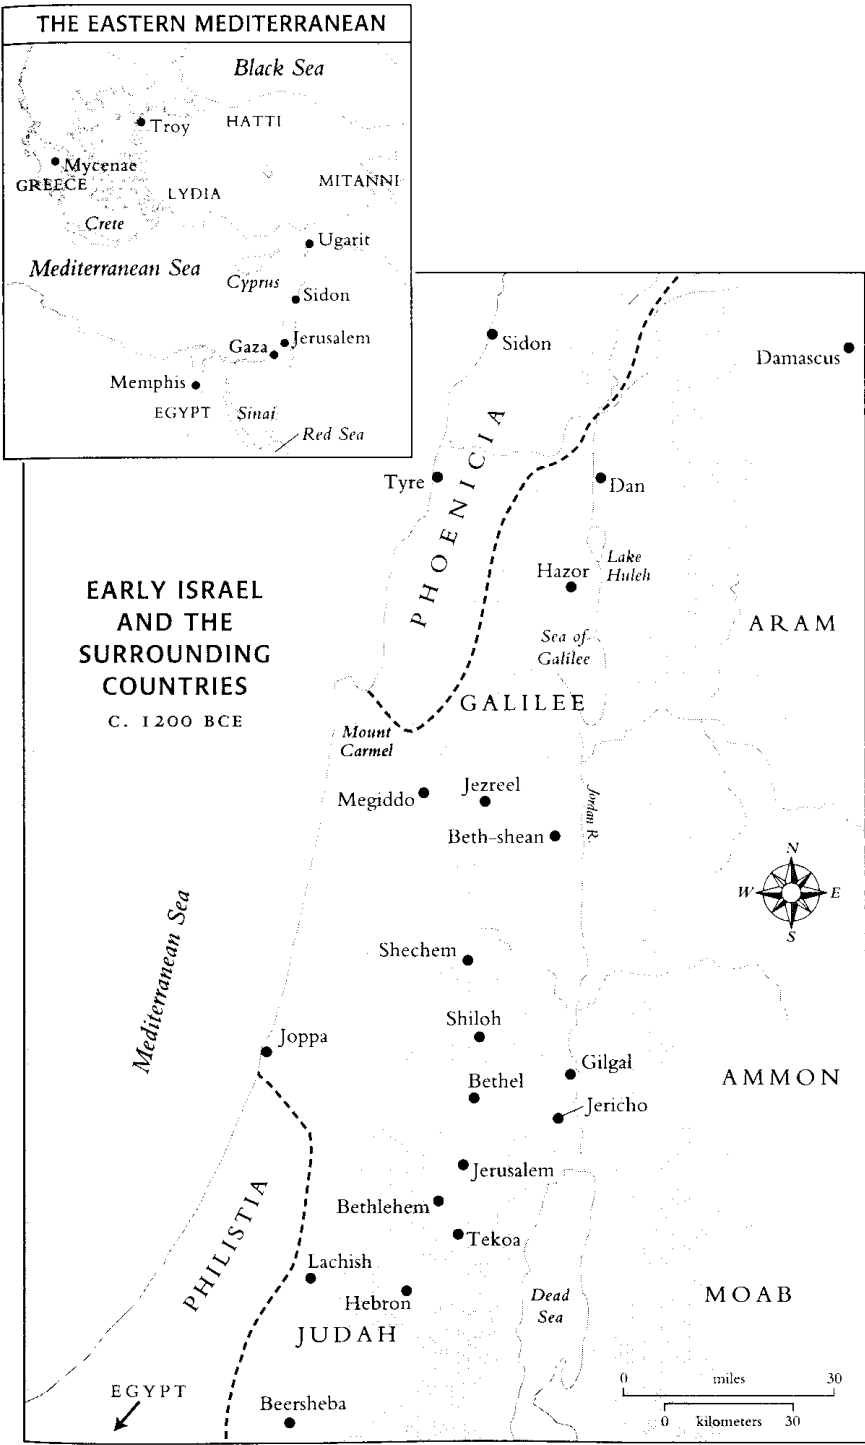 THE EASTERN MEDITERRANEAN
Black Sea
Troy
HATTI
Mycenae
GREECE
LYDIA
MITANNI
Crete
Ugarit
Mediterranean Sea
Cyprus
Sidon
Jerusalem
Gaza
Memphis
EGYPT
Sinai
Red Sea
EARLY ISRAEL
AND THE
SURROUNDING
COUNTRIES
C. 1200 BCE
Sidon
Damascus
PHOENICIA
Tyre
Dan
Lake
Huleh
Hazor
ARAM
Sea of
Galilee
GALILEE
Mount
Carmel
Megiddo
Jezreel
Jordan R.
Beth-shean
N
W
E
S
Mediterranean Sea
Shechem
Shiloh
Joppa
Gilgal
Bethel
AMMON
Jericho
Jerusalem
Bethlehem
PHILISTIA
Tekoa
Lachish
Hebron
Dead
Sea
MOAB
JUDAH
EGYPT
Beersheba
0 miles 30
0 kilometers 30